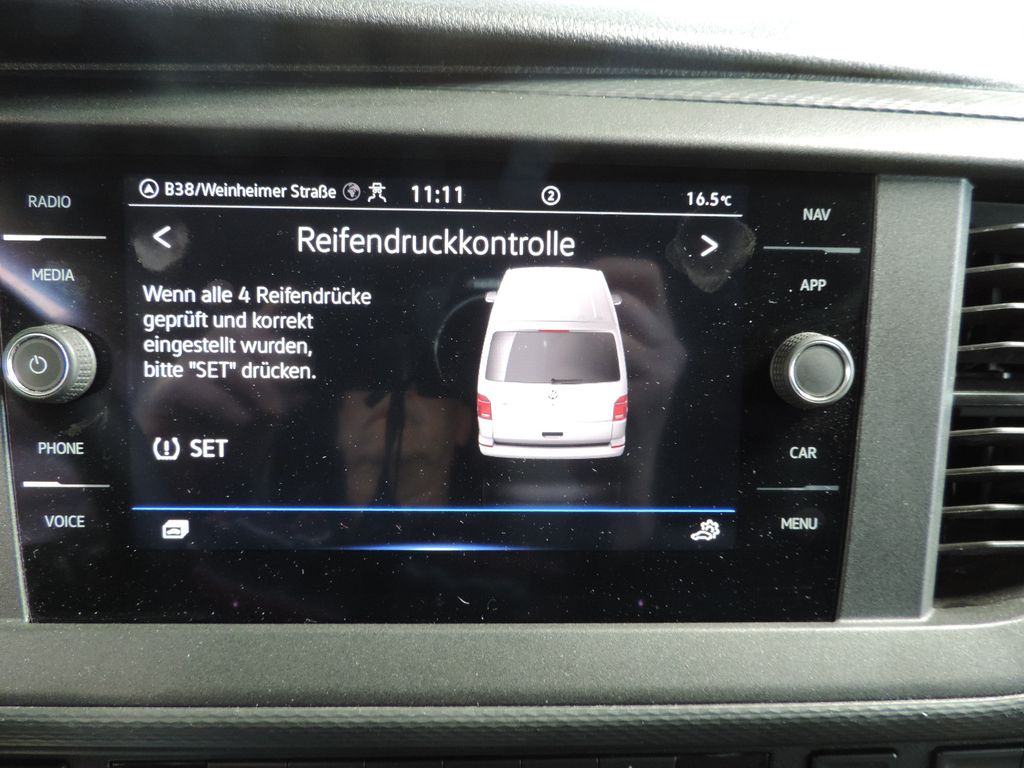 RADIO
MEDIA
PHONE
VOICE
B38/Weinheimer Straße 11:11 2 16.5°C
< Reifendruckkontrolle >
Wenn alle 4 Reifendrücke
geprüft und korrekt
eingestellt wurden,
bitte "SET" drücken.
(!) SET
NAV
APP
CAR
MENU